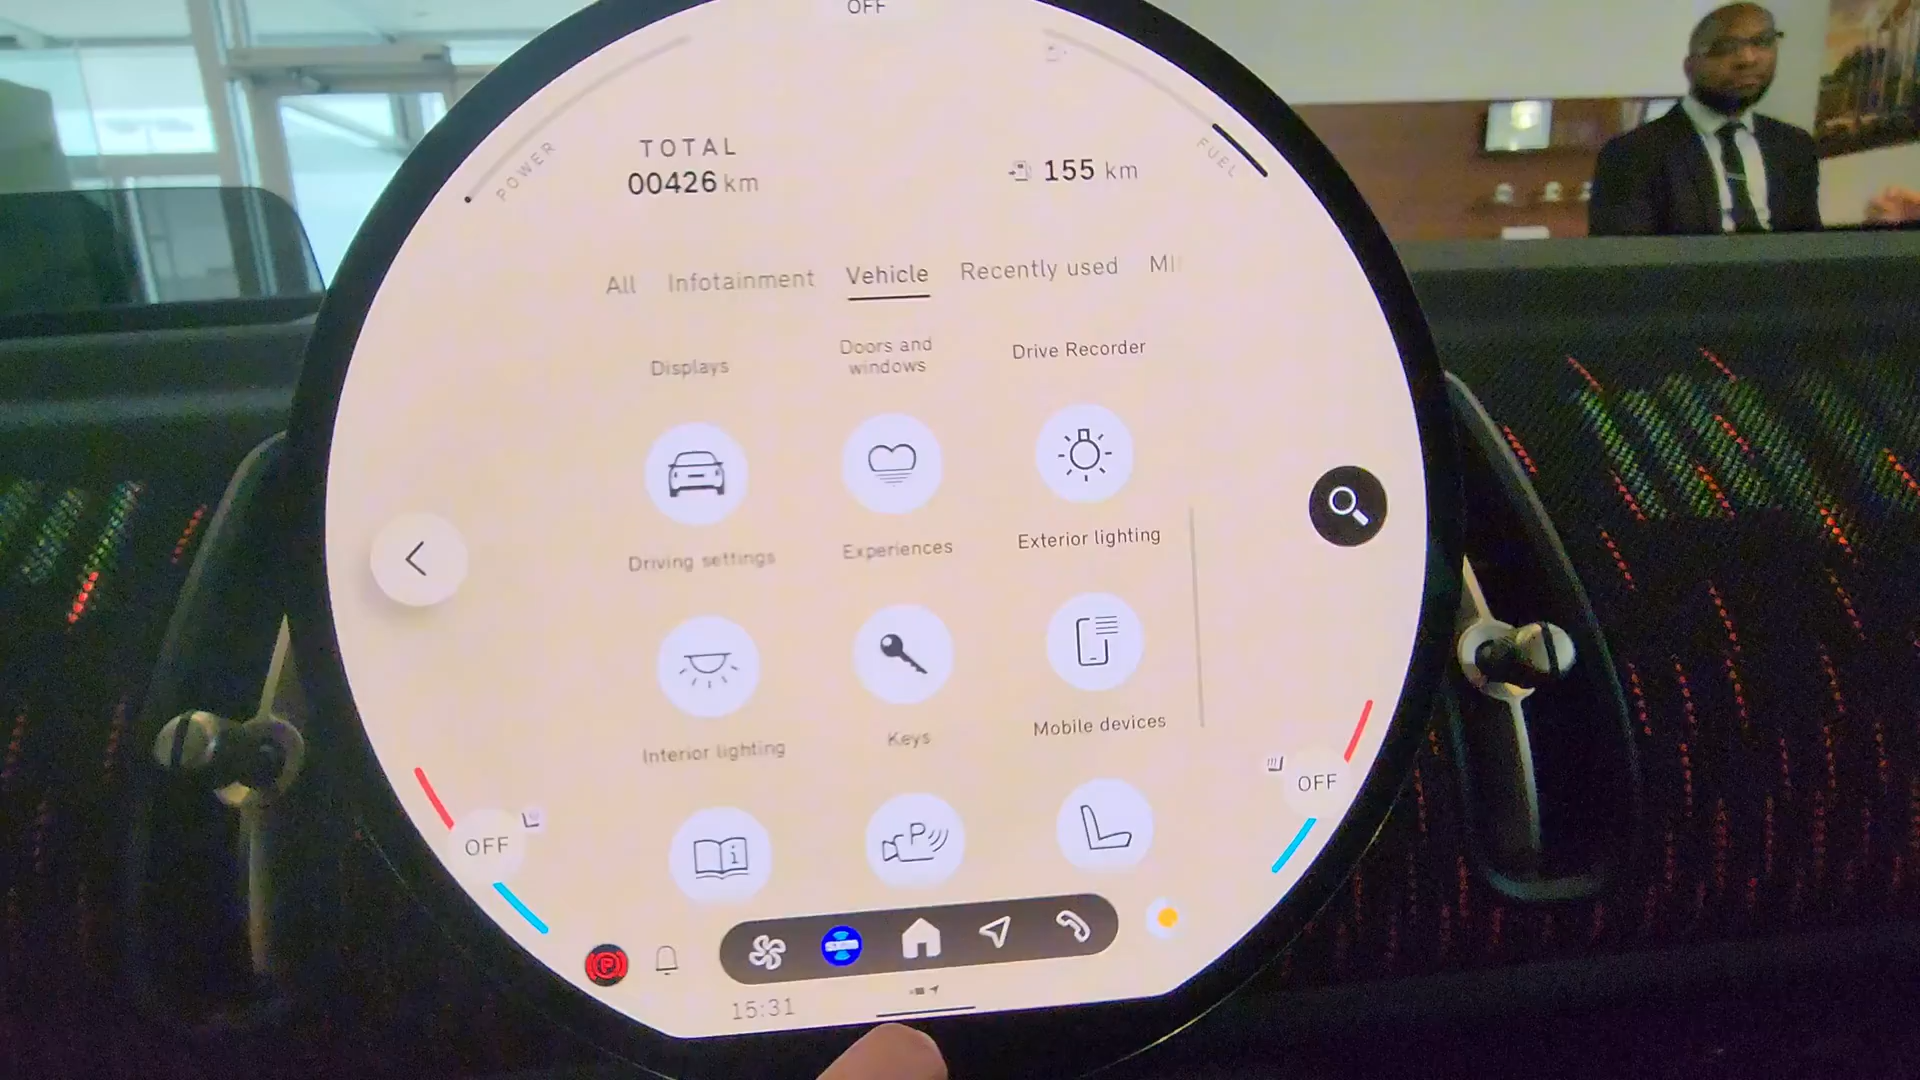 OFF
POWER
TOTAL
00426 km
155 km
FUEL
All Infotainment Vehicle Recently used MI
Displays
Doors and
windows
Drive Recorder
Driving settings
Experiences
Exterior lighting
Interior lighting
Keys
Mobile devices
P
OFF
OFF
P
15:31